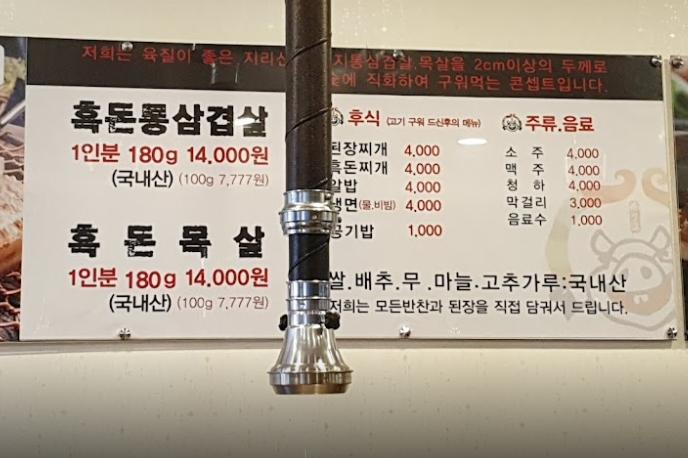 저희는 육질이 좋은 지리산 지통삼겹살.목살을 2cm이상의 두께로
숯에 직화하여 구워먹는 콘셉트입니다.
흑돈통삼겹살
1인분 180g 14,000원
(국내산) (100g 7,777원)
흑 돈 목 살
1인분 180g 14,000원
(국내산) (100g 7,777원)
후식 (고기 구워 드신후의 메뉴)
된장찌개 4,000
흑돈찌개 4,000
알밥 4,000
냉면(물.비빔) 4,000
공기밥 1,000
주류.음료
소 주 4,000
맥 주 4,000
청 하 4,000
막걸리 3,000
음료수 1,000
쌀.배추.무.마늘.고추가루:국내산
저희는 모든반찬과 된장을 직접 담궈서 드립니다.